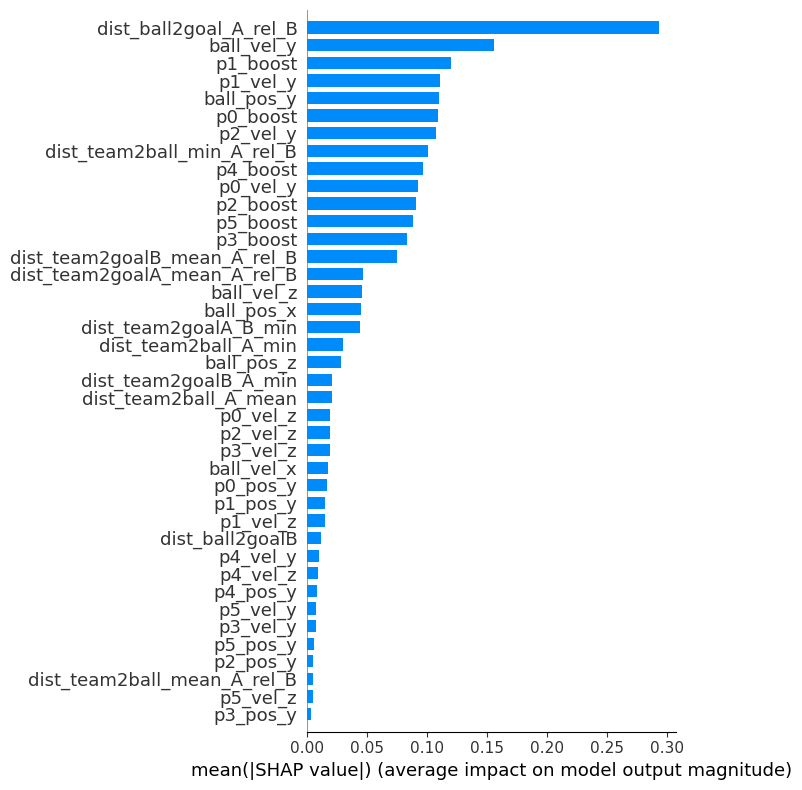 dist_ball2goal_A_rel_B
ball_vel_y
p1_boost
p1_vel_y
ball_pos_y
p0_boost
p2_vel_y
dist_team2ball_min_A_rel_B
p4_boost
p0_vel_y
p2_boost
p5_boost
p3_boost
dist_team2goalB_mean_A_rel_B
dist_team2goalA_mean_A_rel_B
ball_vel_z
ball_pos_x
dist_team2goalA_B_min
dist_team2ball_A_min
ball_pos_z
dist_team2goalB_A_min
dist_team2ball_A_mean
p0_vel_z
p2_vel_z
p3_vel_z
ball_vel_x
p0_pos_y
p1_pos_y
p1_vel_z
dist_ball2goalB
p4_vel_y
p4_vel_z
p4_pos_y
p5_vel_y
p3_vel_y
p5_pos_y
p2_pos_y
dist_team2ball_mean_A_rel_B
p5_vel_z
p3_pos_y
0.00 0.05 0.10 0.15 0.20 0.25 0.30
mean(|SHAP value|) (average impact on model output magnitude)